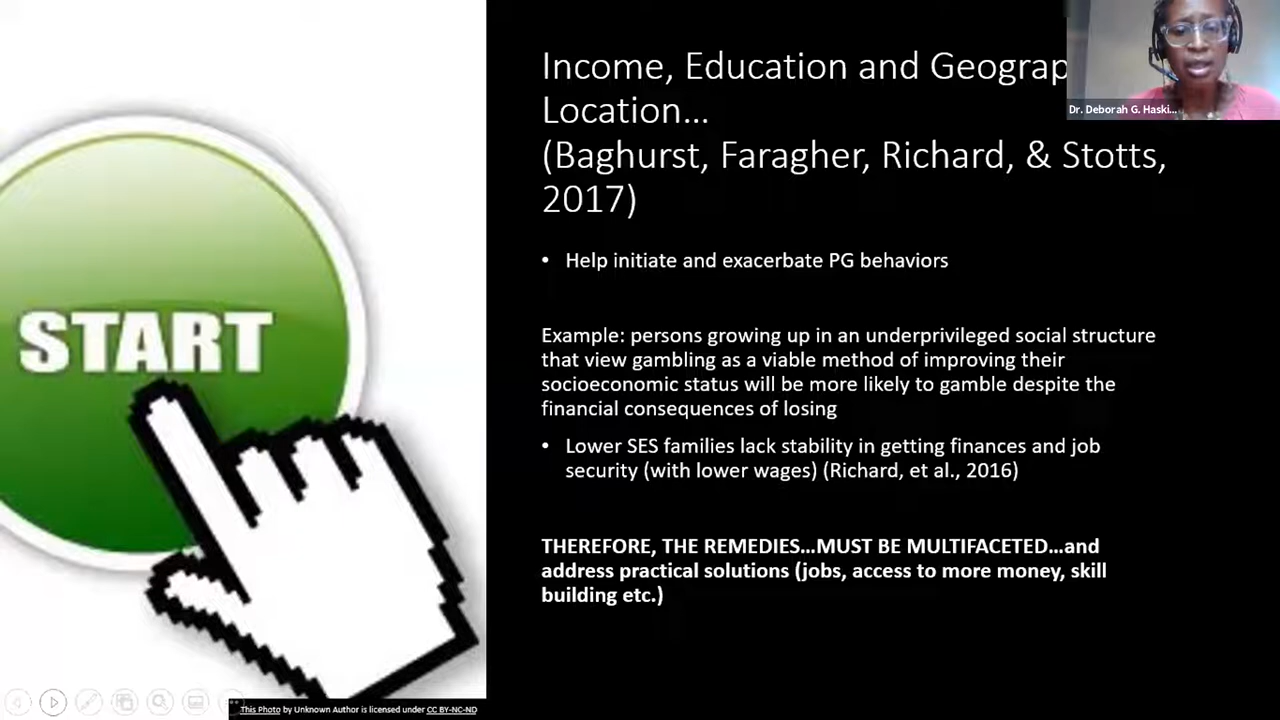 Income, Education and Geograp
Location...
(Baghurst, Faragher, Richard, & Stotts,
2017)
Dr. Deborah G. Haski...
• Help initiate and exacerbate PG behaviors
Example: persons growing up in an underprivileged social structure
that view gambling as a viable method of improving their
socioeconomic status will be more likely to gamble despite the
financial consequences of losing
• Lower SES families lack stability in getting finances and job
security (with lower wages) (Richard, et al., 2016)
THEREFORE, THE REMEDIES...MUST BE MULTIFACETED...and
address practical solutions (jobs, access to more money, skill
building etc.)
START
This Photo by Unknown Author is licensed under CC BY-NC-ND